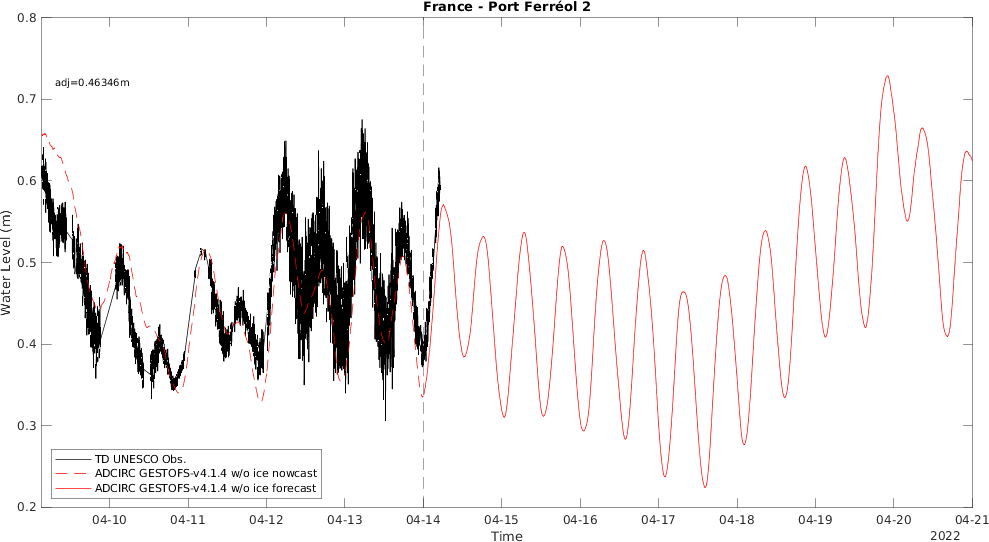 France - Port Ferréol 2
adj=0.46346m
0.8
0.7
0.6
0.5
0.4
0.3
0.2
Water Level (m)
TD UNESCO Obs.
ADCIRC GESTOFS-v4.1.4 w/o ice nowcast
ADCIRC GESTOFS-v4.1.4 w/o ice forecast
04-10 04-11 04-12 04-13 04-14 04-15 04-16 04-17 04-18 04-19 04-20 04-21
Time
2022